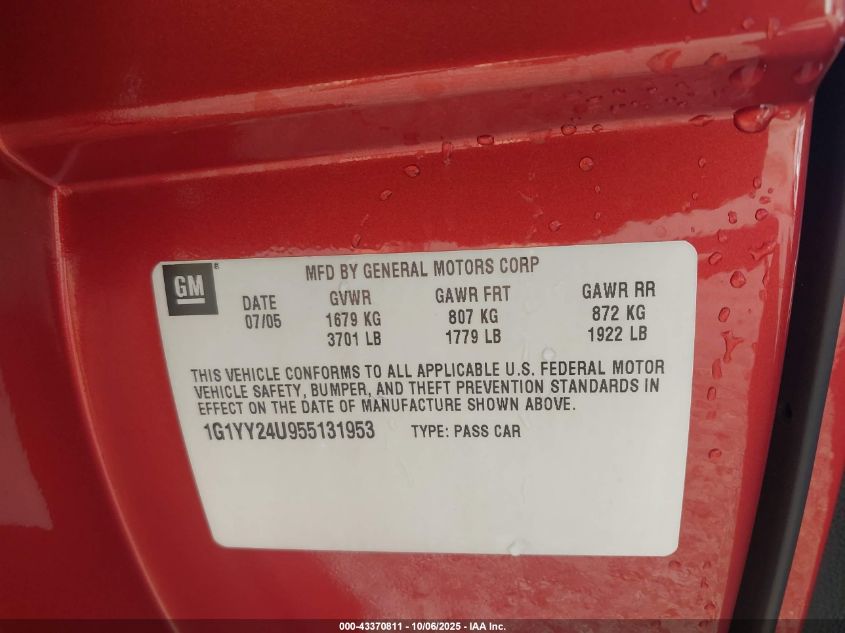 GM®
MFD BY GENERAL MOTORS CORP
DATE GVWR GAWR FRT GAWR RR
07/05 1679 KG 807 KG 872 KG
3701 LB 1779 LB 1922 LB
THIS VEHICLE CONFORMS TO ALL APPLICABLE U.S. FEDERAL MOTOR
VEHICLE SAFETY, BUMPER, AND THEFT PREVENTION STANDARDS IN
EFFECT ON THE DATE OF MANUFACTURE SHOWN ABOVE.
1G1YY24U955131953 TYPE: PASS CAR
000-43370811 - 10/06/2025 - IAA Inc.